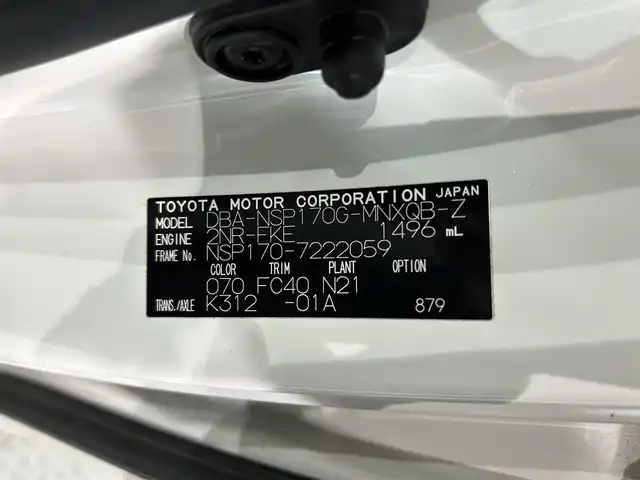 TOYOTA MOTOR CORPORATION JAPAN
MODEL DBA-NSP170G-MNXQB-Z
ENGINE 2NR-FKE 1496 mL
FRAME No. NSP170-7222059
COLOR TRIM PLANT OPTION
070 FC40 N21
TRANS./AXLE K312 -01A 879